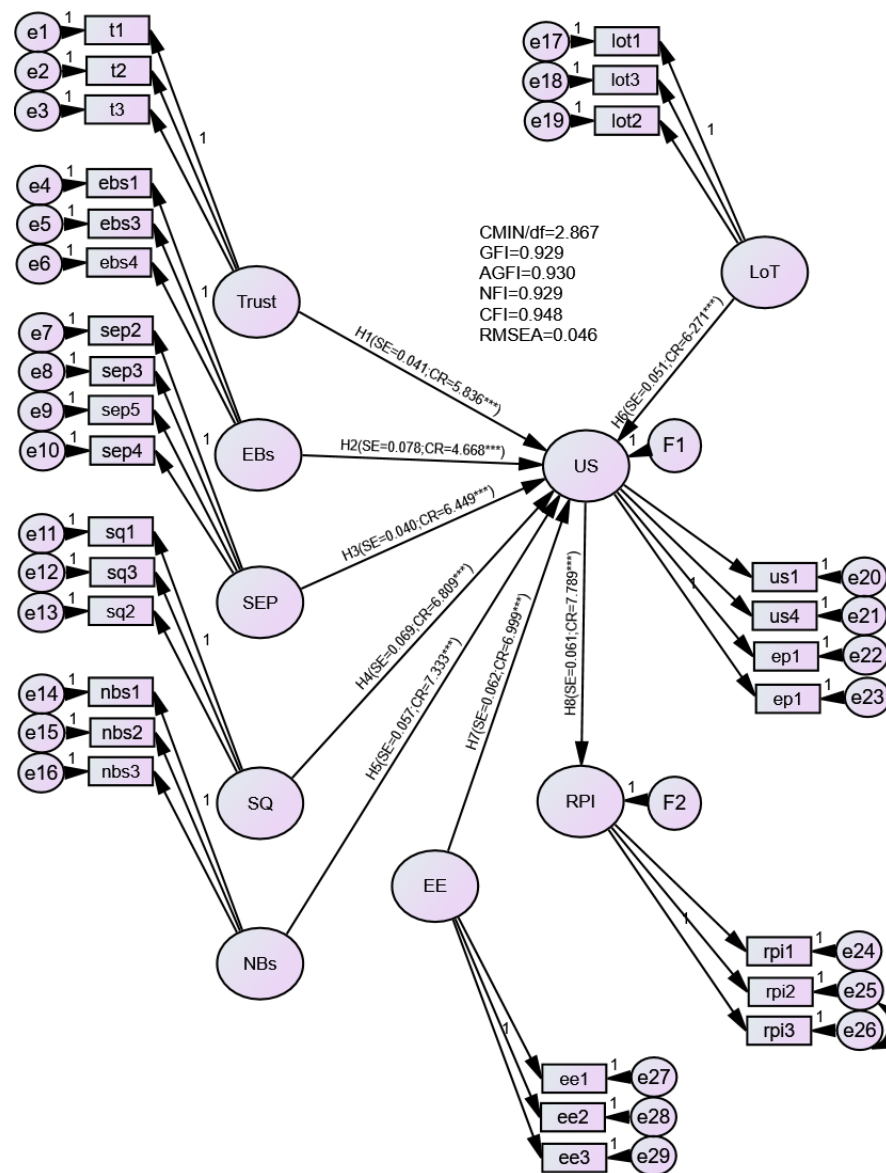 e1 1 t1
e2 1 t2
e3 1 t3
1
e4 1 ebs1
e5 1 ebs3
e6 1 ebs4
1
e7 1 sep2
e8 1 sep3
e9 1 sep5
e10 1 sep4
1
e11 1 sq1
e12 1 sq3
e13 1 sq2
1
e14 1 nbs1
e15 1 nbs2
e16 1 nbs3
1
e17 1 lot1
e18 1 lot3
e19 1 lot2
1
CMIN/df=2.867
GFI=0.929
AGFI=0.930
NFI=0.929
CFI=0.948
RMSEA=0.046
Trust
EBs
SEP
SQ
NBs
LoT
H1(SE=0.041;CR=5.836***)
H2(SE=0.078;CR=4.668***)
H3(SE=0.040;CR=6.449***)
H4(SE=0.069;CR=6.809***)
H5(SE=0.057;CR=7.333***)
H6(SE=0.051;CR=6-271***)
H7(SE=0.062;CR=6.999***)
H8(SE=0.061;CR=7.789***)
US 1 F1
us1 1 e20
us4 1 e21
1
ep1 1 e22
ep1 1 e23
RPI 1 F2
EE
1
rpi1 1 e24
rpi2 1 e25
rpi3 1 e26
1
ee1 1 e27
ee2 1 e28
ee3 1 e29